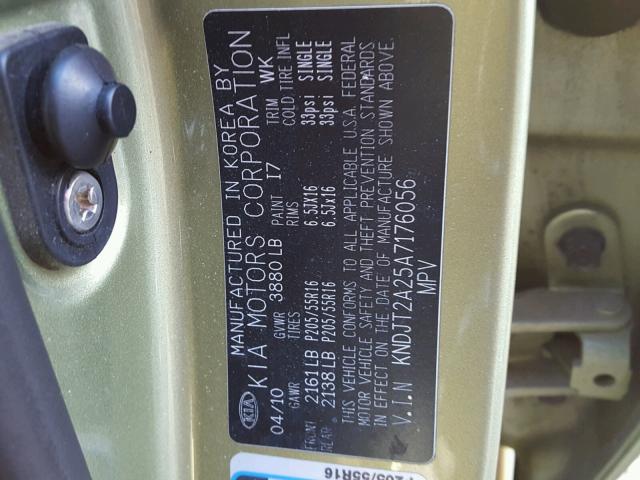 MANUFACTURED IN KOREA BY
KIA KIA MOTORS CORPORATION
04/10 GVWR 3880 LB PAINT I7 TRIM WK
GAWR TIRES RIMS COLD TIRE INFL
FRONT 2161 LB P205/55R16 6.5JX16 33psi SINGLE
REAR 2138 LB P205/55R16 6.5Jx16 33psi SINGLE
THIS VEHICLE CONFORMS TO ALL APPLICABLE U.S.A. FEDERAL
MOTOR VEHICLE SAFETY AND THEFT PREVENTION STANDARDS
IN EFFECT ON THE DATE OF MANUFACTURE SHOWN ABOVE.
V.I.N KNDJT2A25A7176056
MPV
P205/55R16